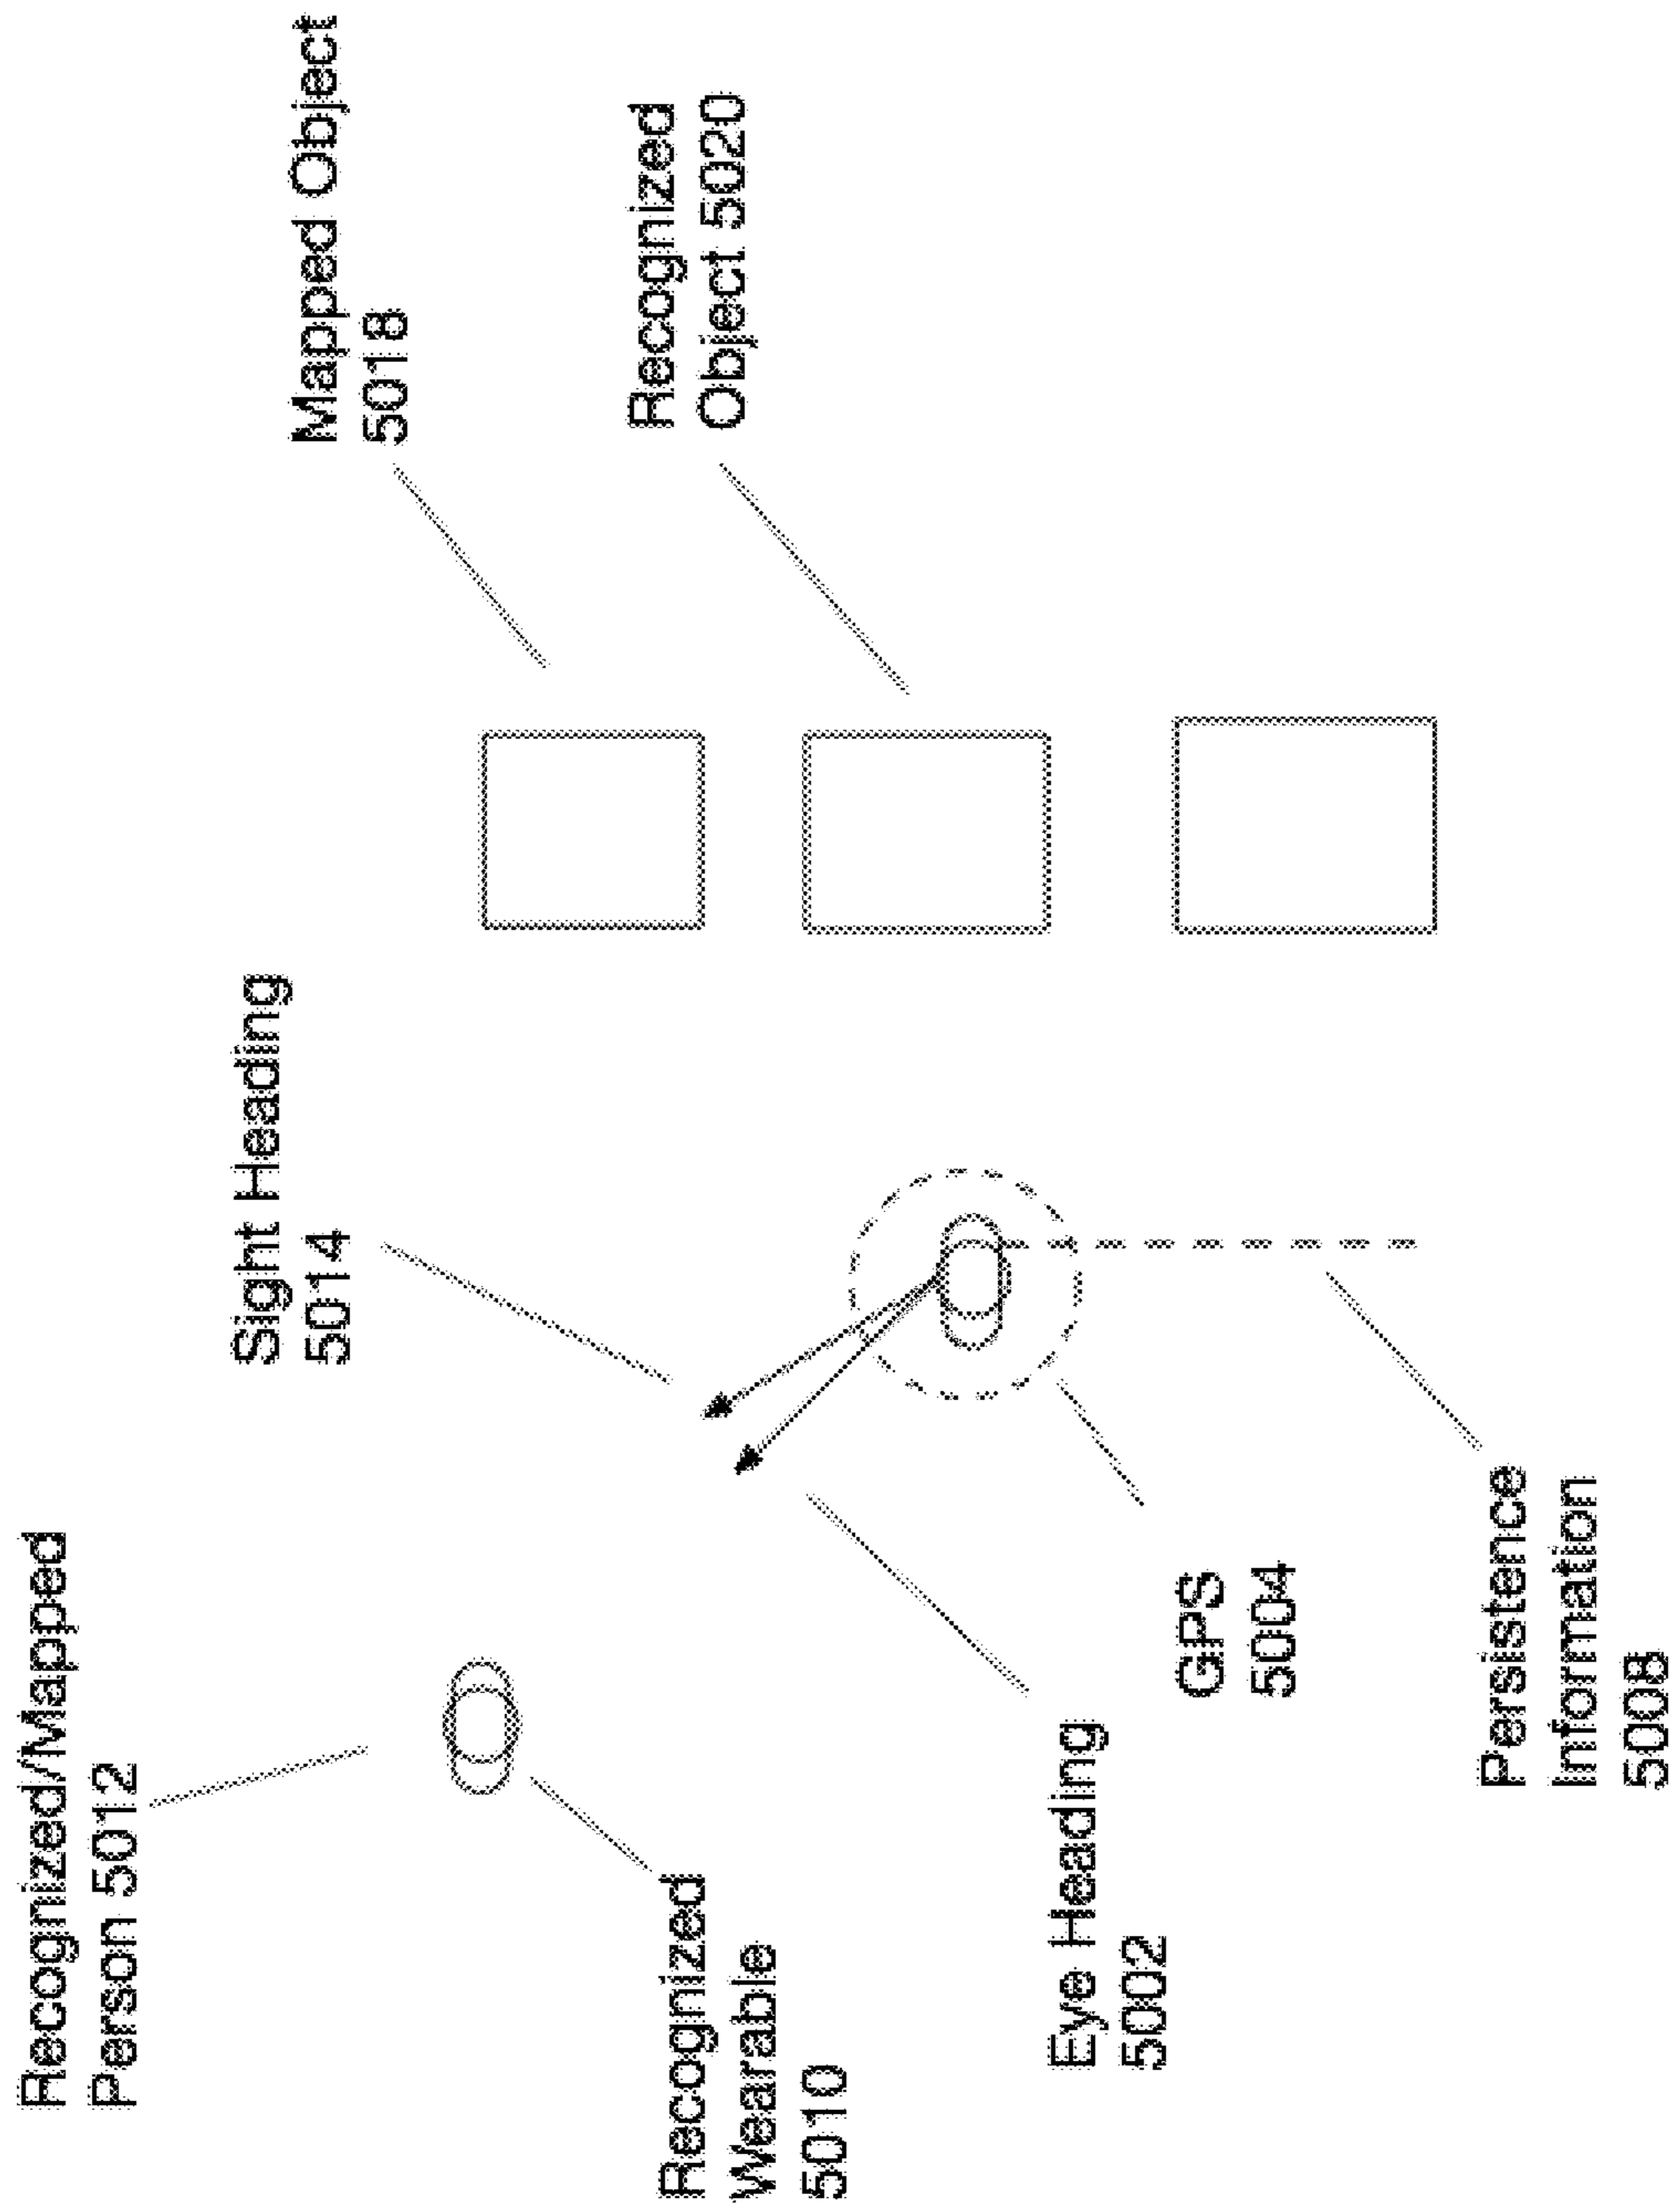 Recognized/Mapped
Person 5012
Recognized
Wearable
5010
Eye Heading
5002
GPS
5004
Persistence
Information
5008
Sight Heading
5014
Mapped Object
5018
Recognized
Object 5020